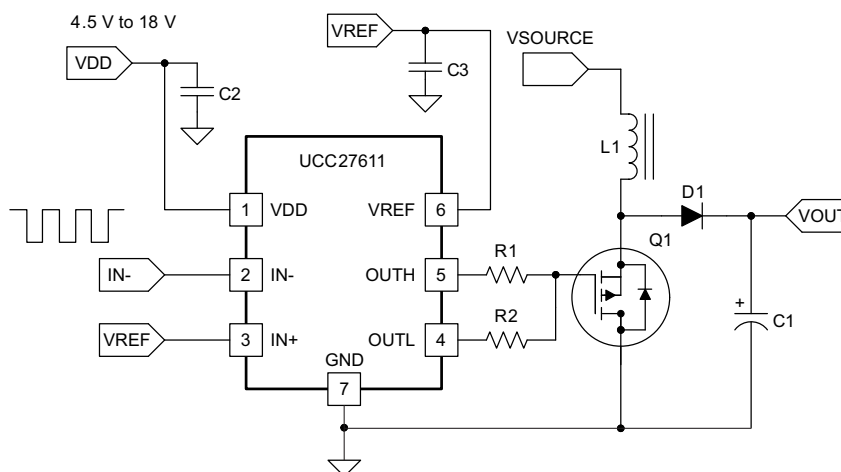 4.5 V to 18 V
VREF
VSOURCE
VDD
C3
C2
L1
UCC27611
D1
1
VDD
VREF
6
VOUT
Q1
R1
IN-
2
IN-
OUTH
5
R2
+
C1
VREF
3
IN+
OUTL
4
GND
7